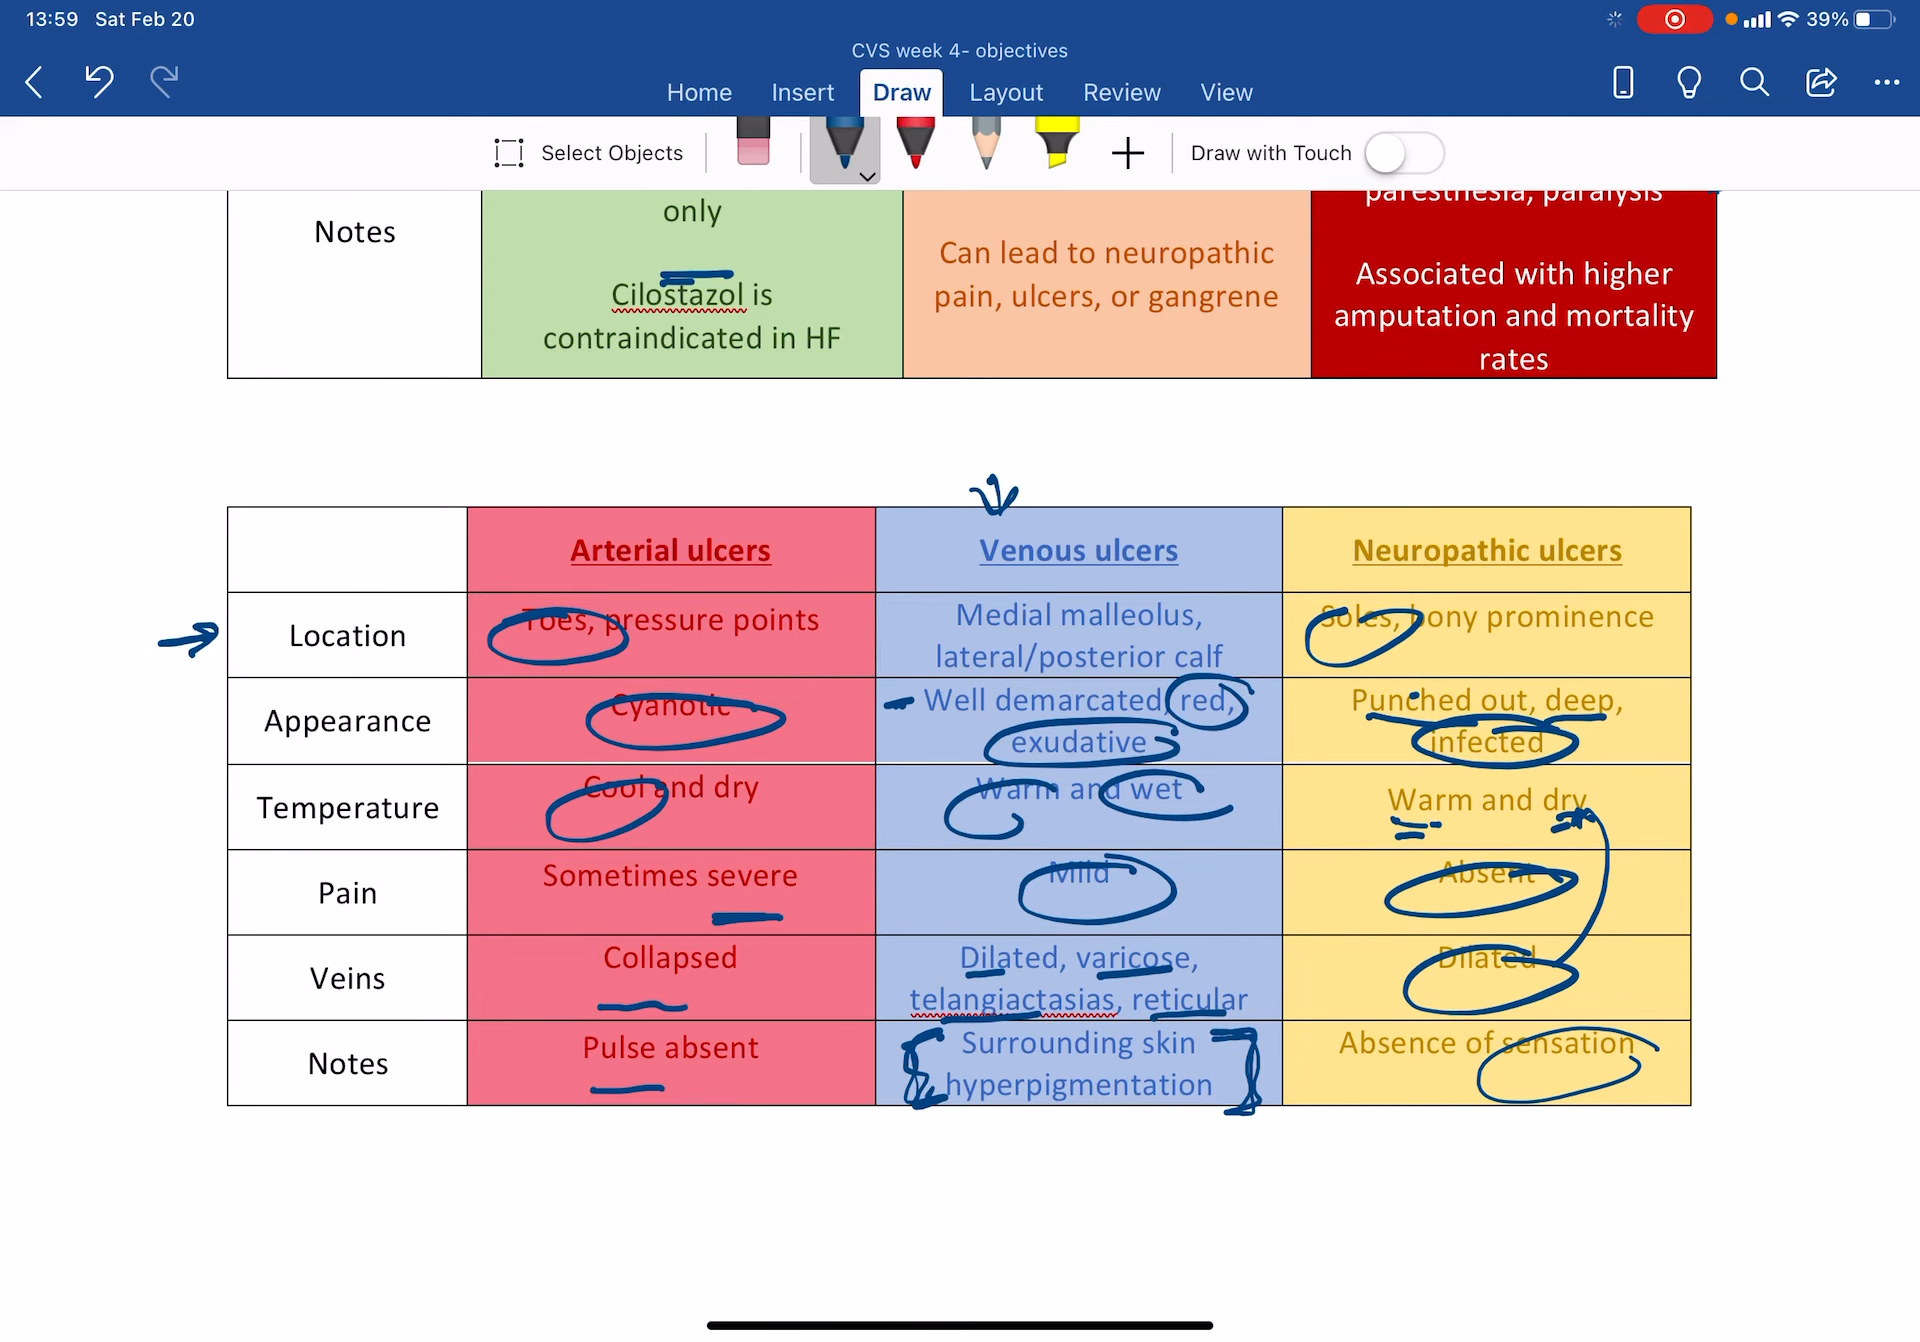 13:59 Sat Feb 20
39%
CVS week 4- objectives
Home Insert Draw Layout Review View
Select Objects
Draw with Touch
Notes
only
Cilostazol is
contraindicated in HF
Can lead to neuropathic
pain, ulcers, or gangrene
paresthesia, paralysis
Associated with higher
amputation and mortality
rates
Arterial ulcers Venous ulcers Neuropathic ulcers
Location
Toes, pressure points
Medial malleolus,
lateral/posterior calf
Soles, bony prominence
Appearance
Cyanotic
Well demarcated, red,
exudative
Punched out, deep,
infected
Temperature
Cool and dry
Warm and wet
Warm and dry
Pain
Sometimes severe
Mild
Absent
Veins
Collapsed
Dilated, varicose,
telangiactasias, reticular
Dilated
Notes
Pulse absent
Surrounding skin
hyperpigmentation
Absence of sensation